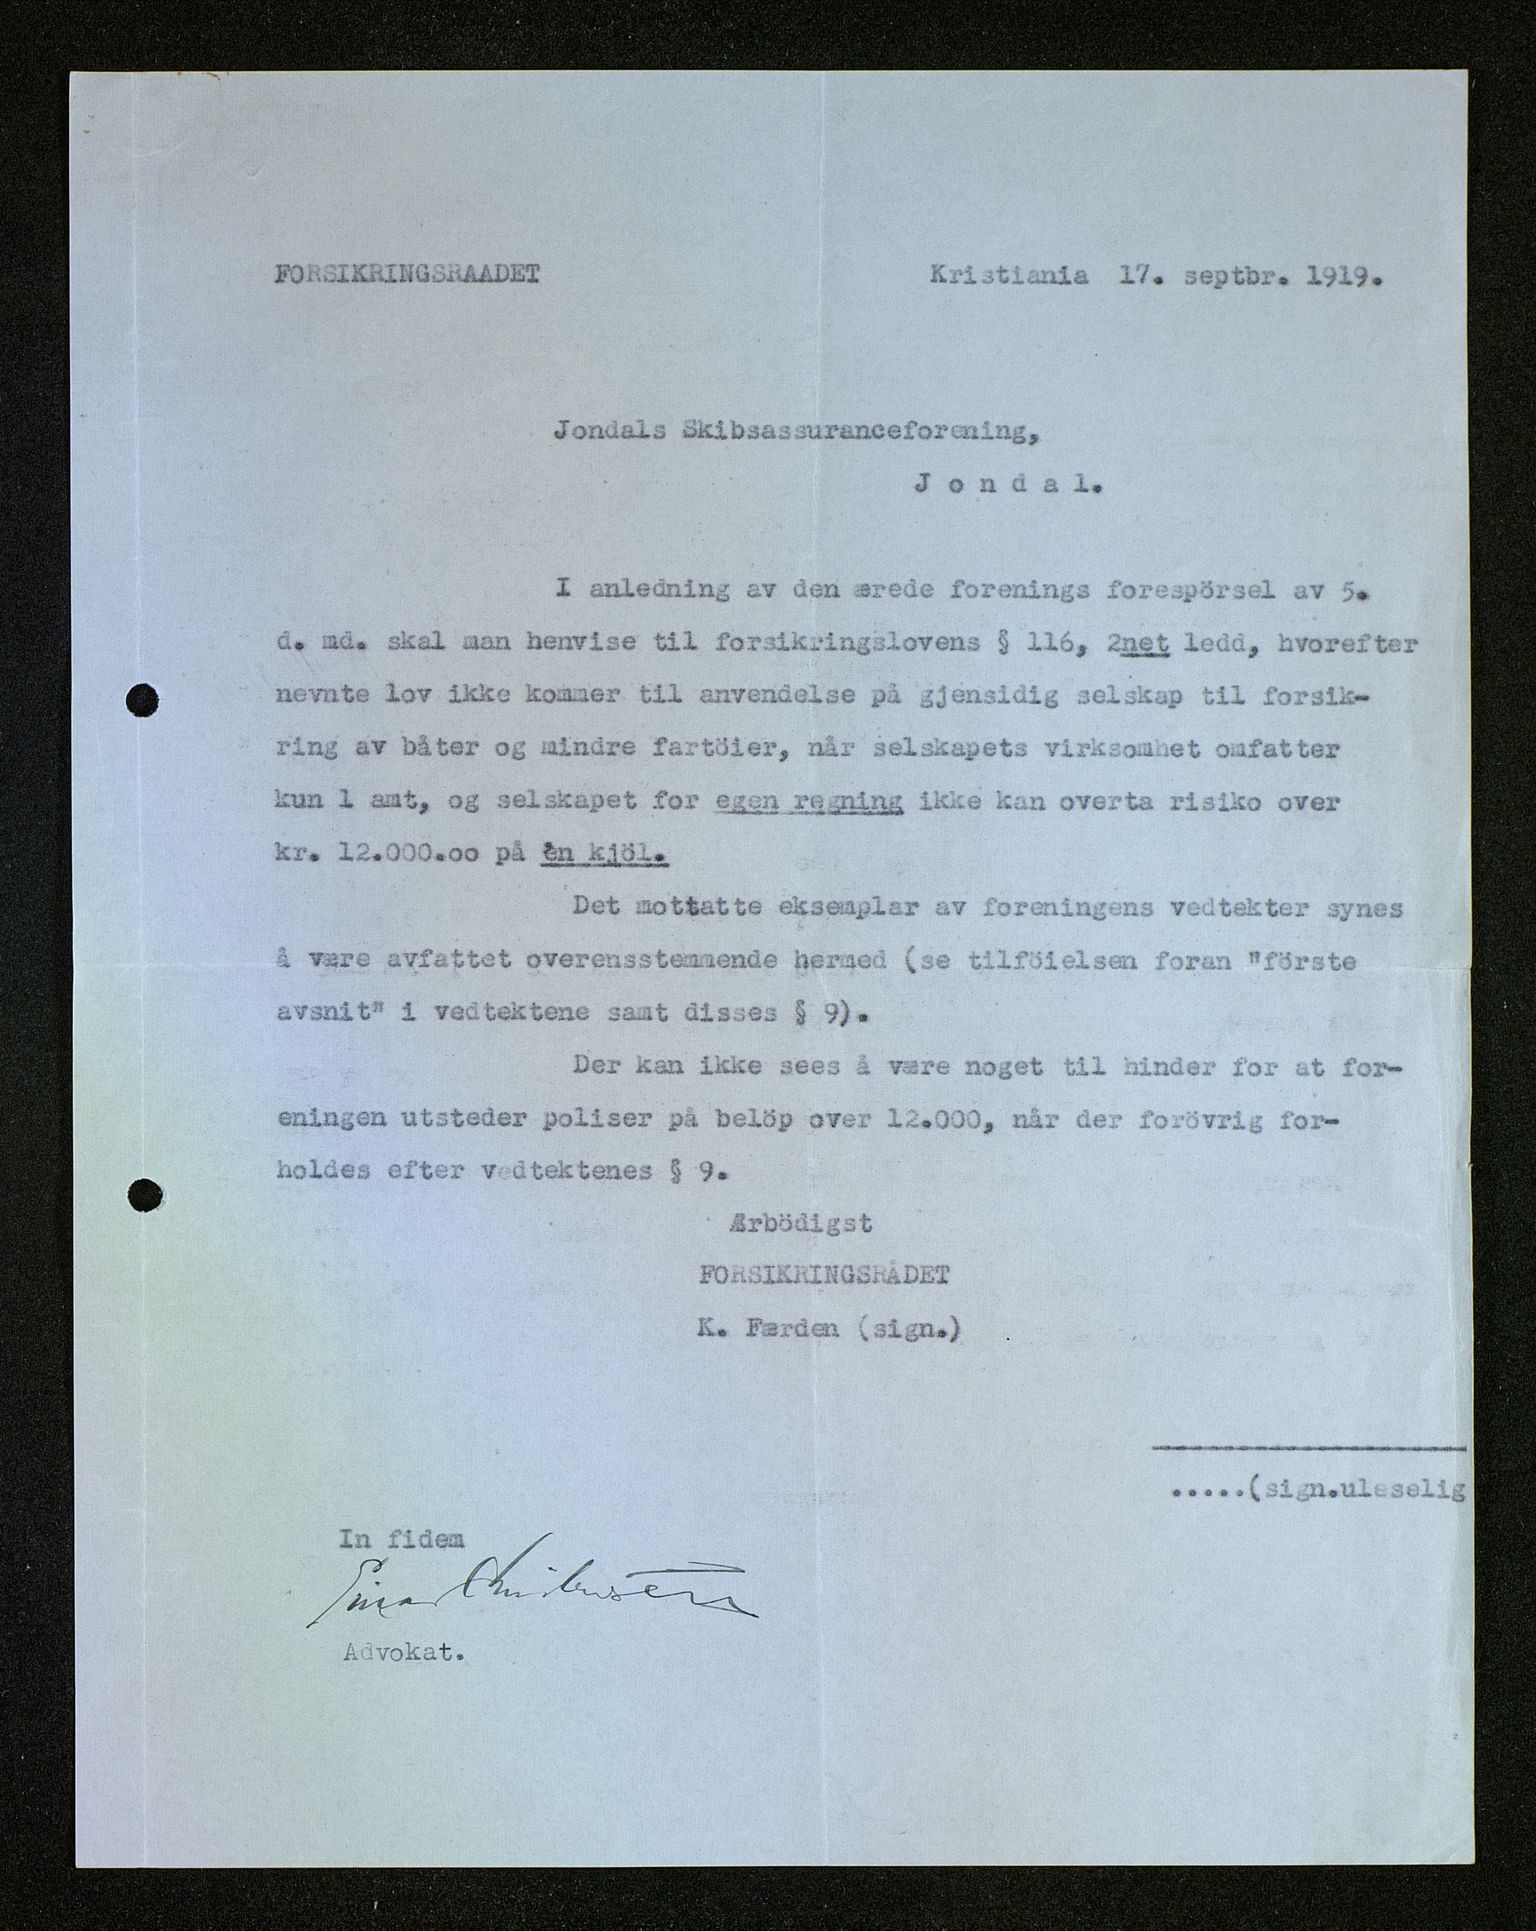 FORSIKRINGSRAADET Kristiania 17. septbr. 1919.
Jondals Skibsassuranceforening,
J o n d a l.
I anledning av den ærede forenings forespörsel av 5.
d. md. skal man henvise til forsikringslovens § 116, 2net ledd, hvorefter
nevnte lov ikke kommer til anvendelse på gjensidig selskap til forsik-
ring av båter og mindre fartöier, når selskapets virksomhet omfatter
kun 1 amt, og selskapet for egen regning ikke kan overta risiko over
kr. 12.000.oo på èn kjöl.
Det mottatte eksemplar av foreningens vedtekter synes
å være avfattet overensstemmende hermed (se tilföielsen foran "förste
avsnit" i vedtektene samt disses § 9).
Der kan ikke sees å være noget til hinder for at for-
eningen utsteder poliser på belöp over 12.000, når der forövrig for-
holdes efter vedtektenes § 9.
Ærbödigst
FORSIKRINGSRÅDET
K. Færden (sign.)
.....(sign.uleselig
In fidem
Einar Christensen
Advokat.